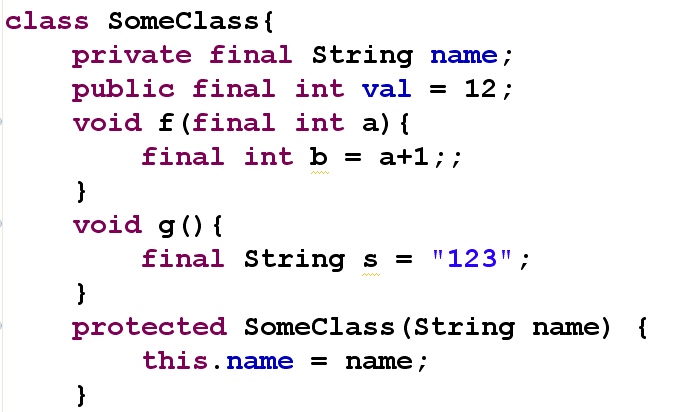 class SomeClass{
private final String name;
public final int val = 12;
void f(final int a){
final int b = a+1;;
}
void g(){
final String s = "123";
}
protected SomeClass(String name) {
this.name = name;
}